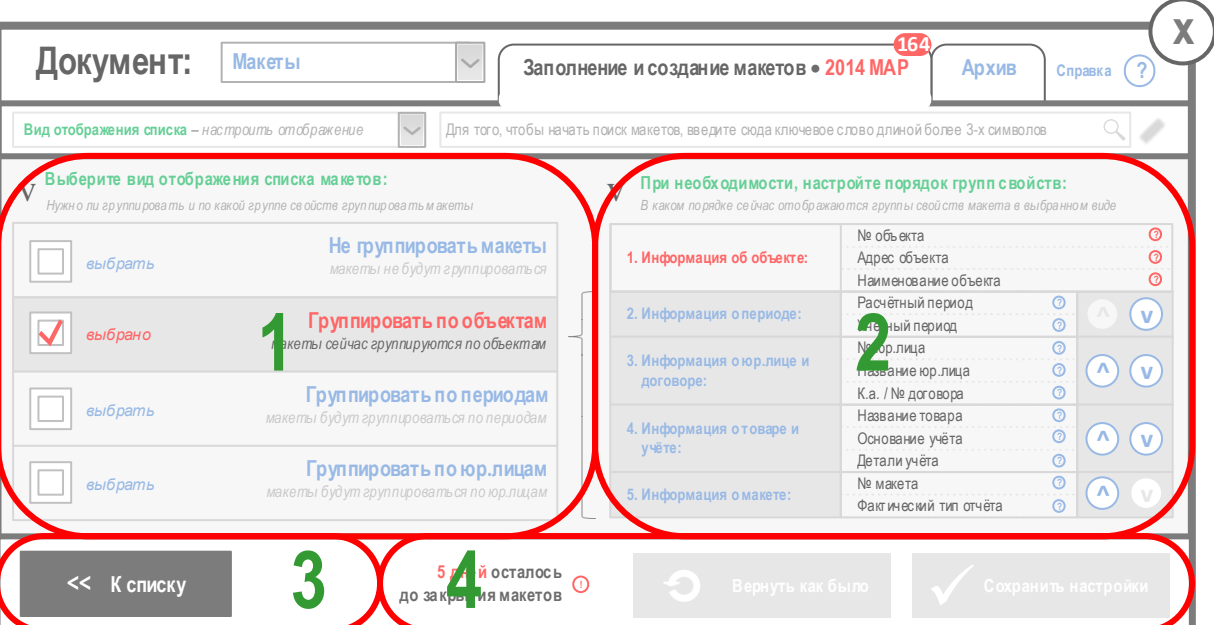 X
Документ:
Макеты
Заполнение и создание макетов • 2014 МАР
164
Архив
Справка ?
Вид отображения списка – настроить отображение
Для того, чтобы начать поиск макетов, введите сюда ключевое слово длиной более 3-х символов
V Выберите вид отображения списка макетов:
Нужно ли группировать и по какой группе свойств группировать макеты
выбрать
Не группировать макеты
макеты не будут группироваться
выбрано
Группировать по объектам
макеты сейчас группируются по объектам
1
выбрать
Группировать по периодам
макеты будут группироваться по периодам
выбрать
Группировать по юр.лицам
макеты будут группироваться по юр.лицам
V При необходимости, настройте порядок групп свойств:
В каком порядке сейчас отображаются группы свойств макета в выбранном виде
1. Информация об объекте:
№ объекта ?
Адрес объекта ?
Наименование объекта ?
2. Информация о периоде:
Расчётный период ?
период ?
^ v
2
3. Информация о юр.лице и
договоре:
№ юр.лица ?
Название юр.лица ?
К.а. / № договора ?
^ v
4. Информация о товаре и
учёте:
Название товара ?
Основание учёта ?
Детали учёта ?
^ v
5. Информация о макете:
№ макета ?
Фактический тип отчёта ?
^ v
<< К списку
3
5 дней осталось
до закрытия макетов !
4
Вернуть как было
Сохранить настройки